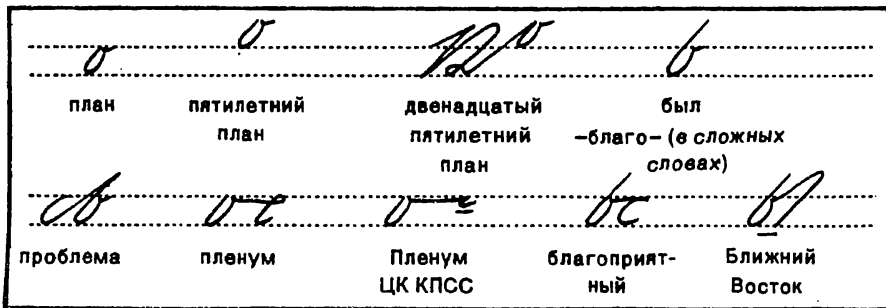 план пятилетний двенадцатый был
план пятилетний -благо- (в сложных
план словах)
проблема пленум Пленум благоприят- Ближний
ЦК КПСС ный Восток